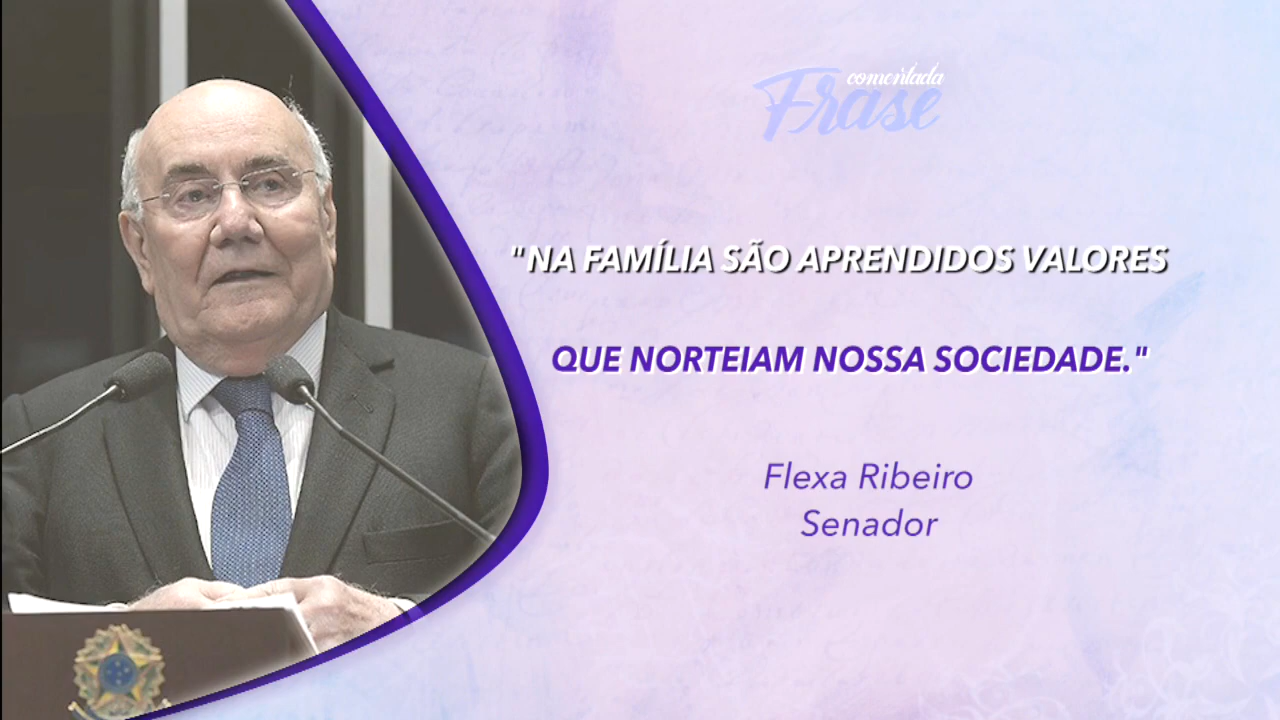 comentada
Frase
"NA FAMÍLIA SÃO APRENDIDOS VALORES
QUE NORTEIAM NOSSA SOCIEDADE."
Flexa Ribeiro
Senador